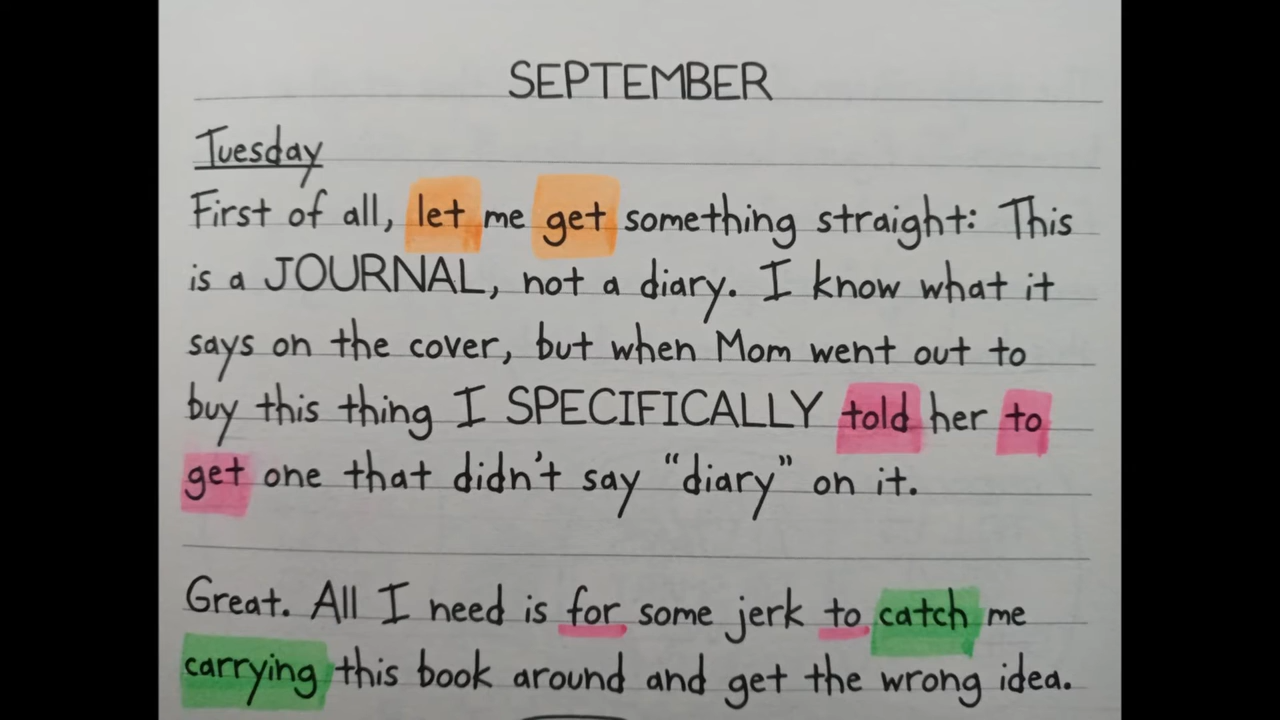 SEPTEMBER
Tuesday
First of all, let me get something straight: This
is a JOURNAL, not a diary. I know what it
says on the cover, but when Mom went out to
buy this thing I SPECIFICALLY told her to
get one that didn't say “diary” on it.
Great. All I need is for some jerk to catch me
carrying this book around and get the wrong idea.